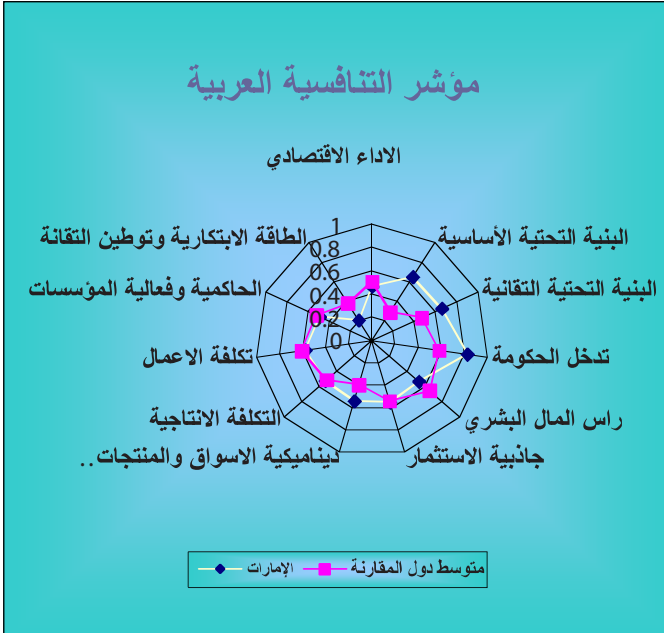 مؤشر التنافسية العربية
الاداء الاقتصادي
البنية التحتية الأساسية
البنية التحتية التقانية
تدخل الحكومة
راس المال البشري
جاذبية الاستثمار
ديناميكية الاسواق والمنتجات..
التكلفة الانتاجية
تكلفة الاعمال
الحاكمية وفعالية المؤسسات
الطاقة الابتكارية وتوطين التقانة
1
0.8
0.6
0.4
0.2
0
متوسط دول المقارنة
الإمارات